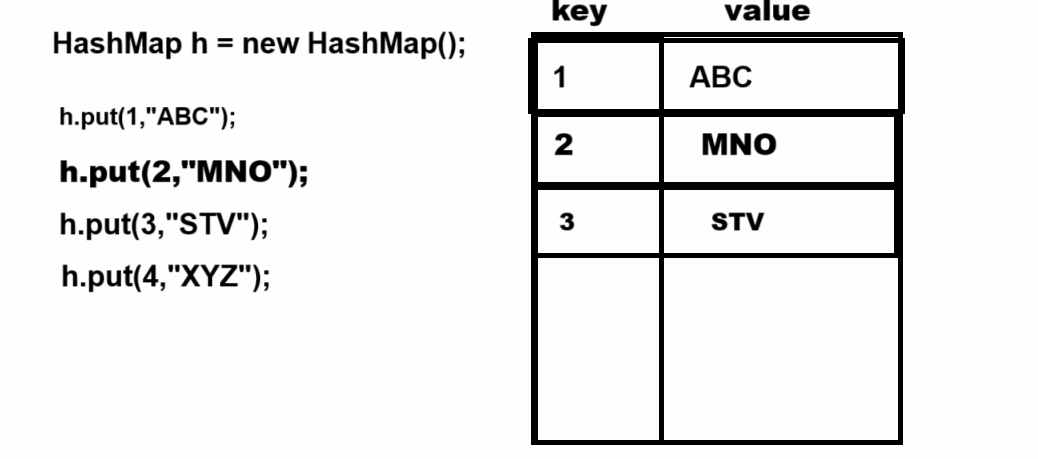 key value
HashMap h = new HashMap();
1 ABC
h.put(1,"ABC");
2 MNO
h.put(2,"MNO");
3 STV
h.put(3,"STV");
h.put(4,"XYZ");